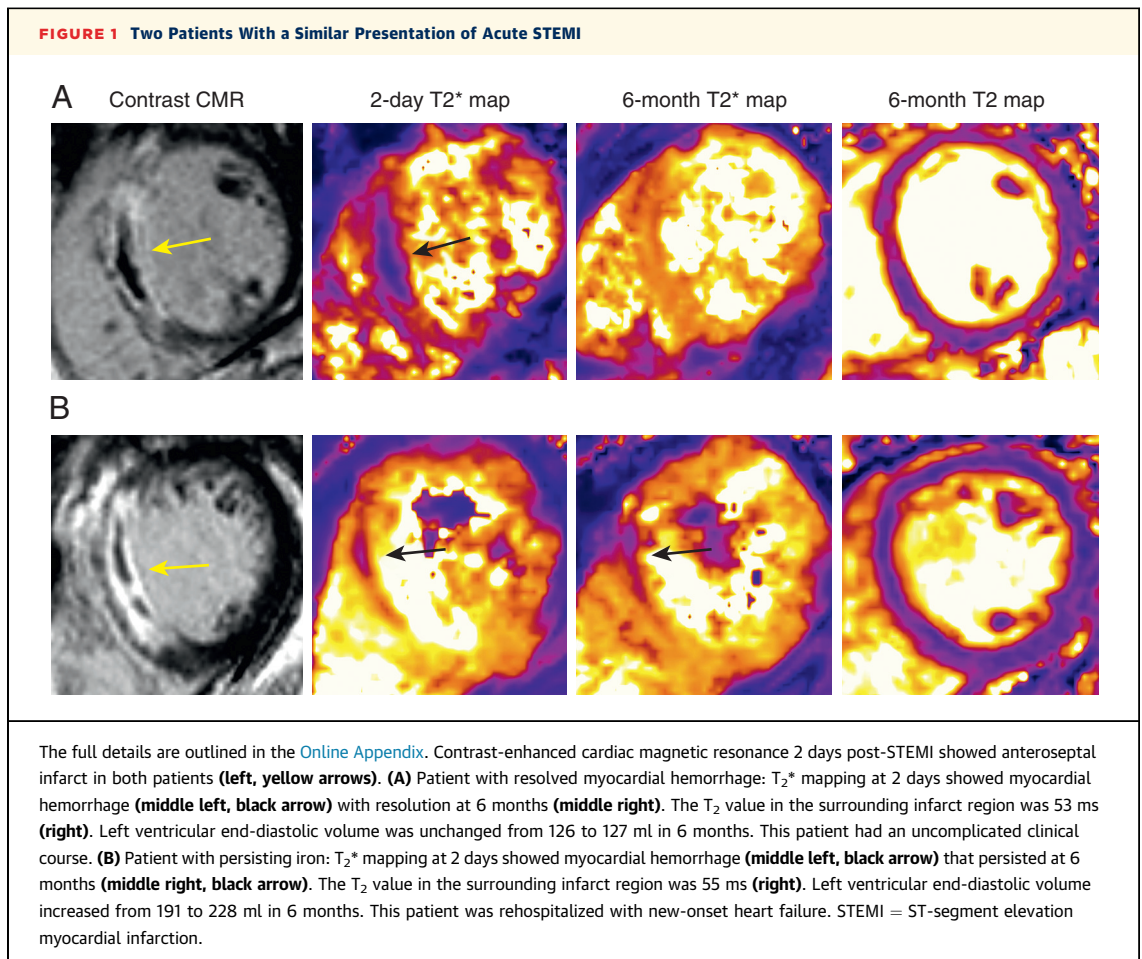 FIGURE 1 Two Patients With a Similar Presentation of Acute STEMI
A
Contrast CMR
2-day T2* map
6-month T2* map
6-month T2 map
B
The full details are outlined in the Online Appendix. Contrast-enhanced cardiac magnetic resonance 2 days post-STEMI showed anteroseptal
infarct in both patients (left, yellow arrows). (A) Patient with resolved myocardial hemorrhage: T₂* mapping at 2 days showed myocardial
hemorrhage (middle left, black arrow) with resolution at 6 months (middle right). The T₂ value in the surrounding infarct region was 53 ms
(right). Left ventricular end-diastolic volume was unchanged from 126 to 127 ml in 6 months. This patient had an uncomplicated clinical
course. (B) Patient with persisting iron: T₂* mapping at 2 days showed myocardial hemorrhage (middle left, black arrow) that persisted at 6
months (middle right, black arrow). The T₂ value in the surrounding infarct region was 55 ms (right). Left ventricular end-diastolic volume
increased from 191 to 228 ml in 6 months. This patient was rehospitalized with new-onset heart failure. STEMI = ST-segment elevation
myocardial infarction.